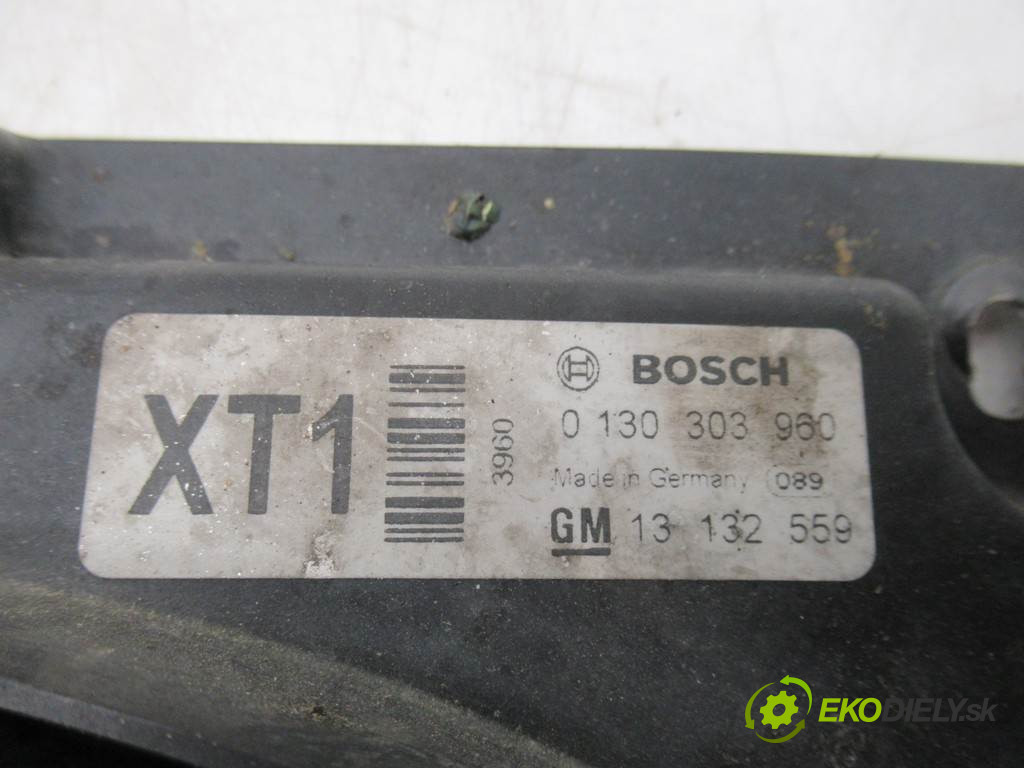 XT1
3960
BOSCH
0 130 303 960
Made in Germany 089
GM 13 132 559
EKODIELY.sk